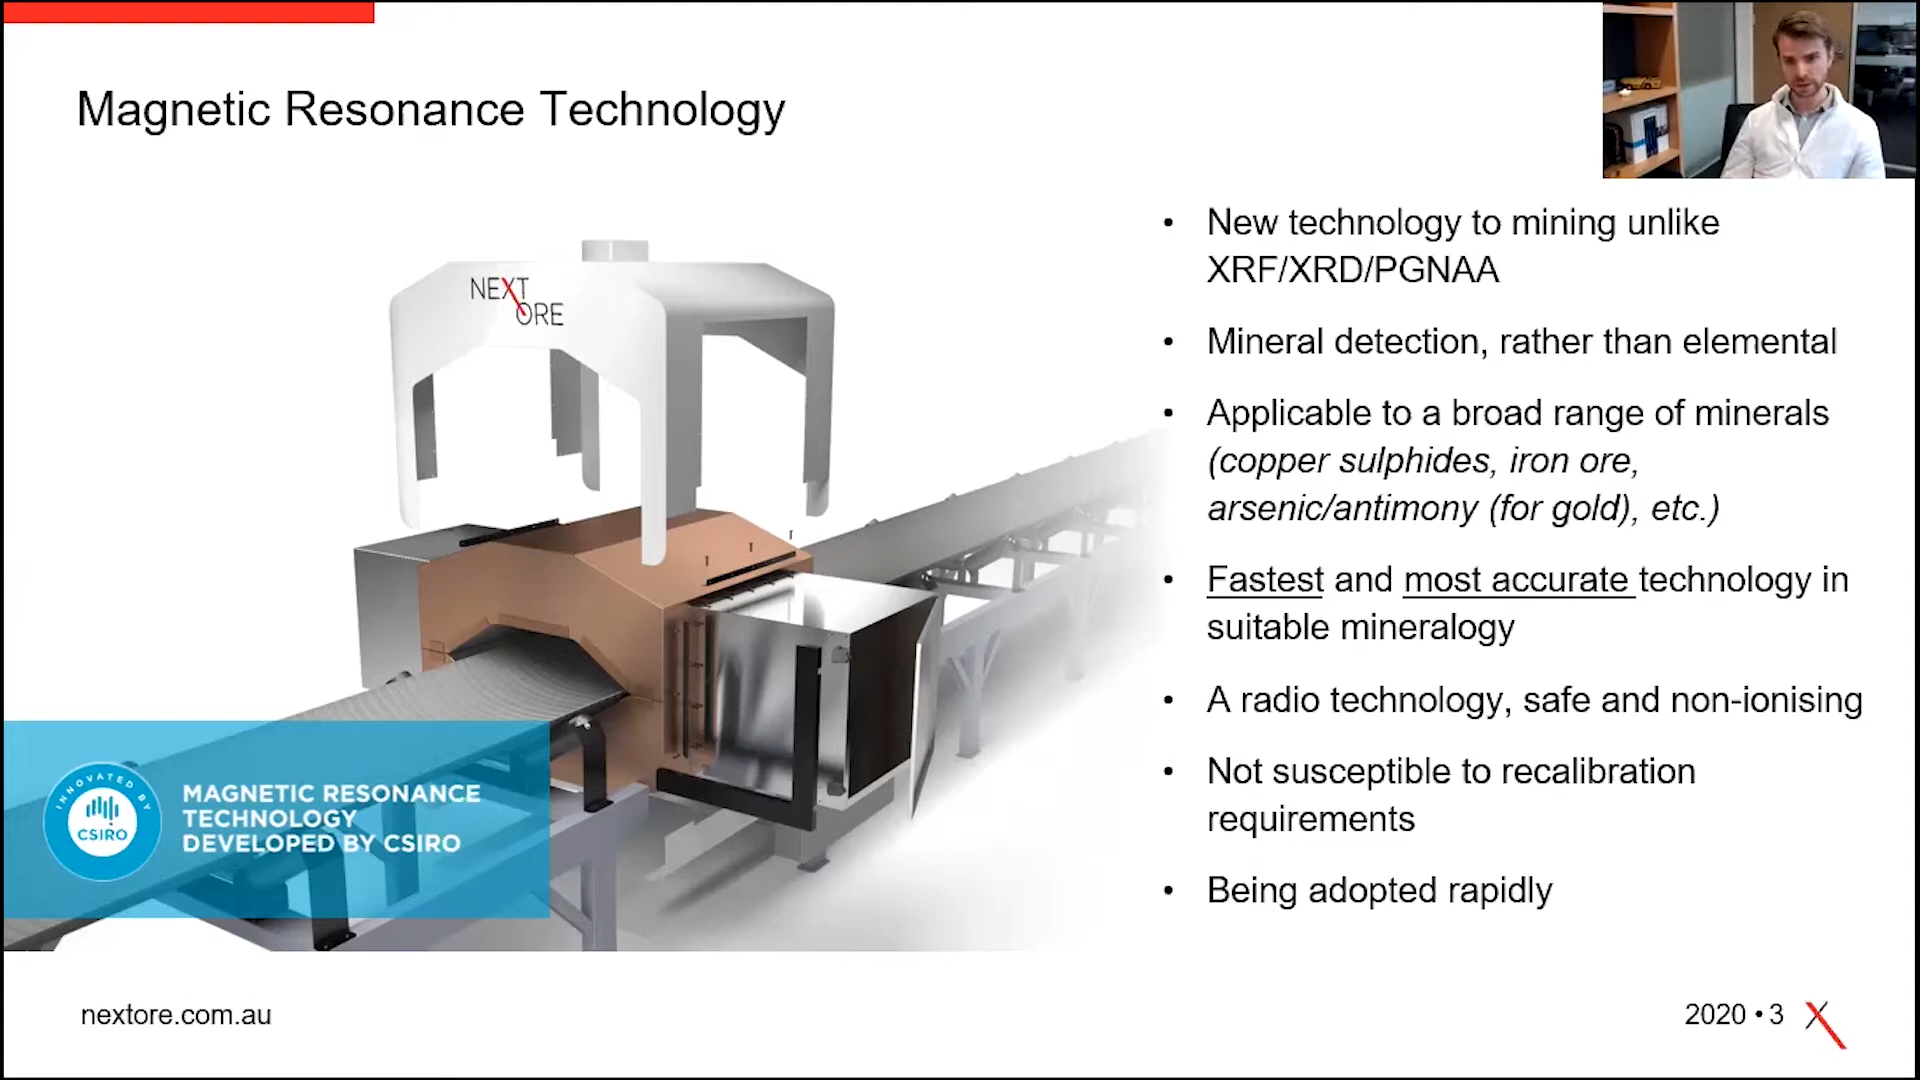 Magnetic Resonance Technology
NEXT
ORE
• New technology to mining unlike
XRF/XRD/PGNAA
• Mineral detection, rather than elemental
• Applicable to a broad range of minerals
(copper sulphides, iron ore,
arsenic/antimony (for gold), etc.)
• Fastest and most accurate technology in
suitable mineralogy
• A radio technology, safe and non-ionising
• Not susceptible to recalibration
requirements
• Being adopted rapidly
INNOVATED BY
CSIRO
MAGNETIC RESONANCE
TECHNOLOGY
DEVELOPED BY CSIRO
nextore.com.au
2020 • 3 X